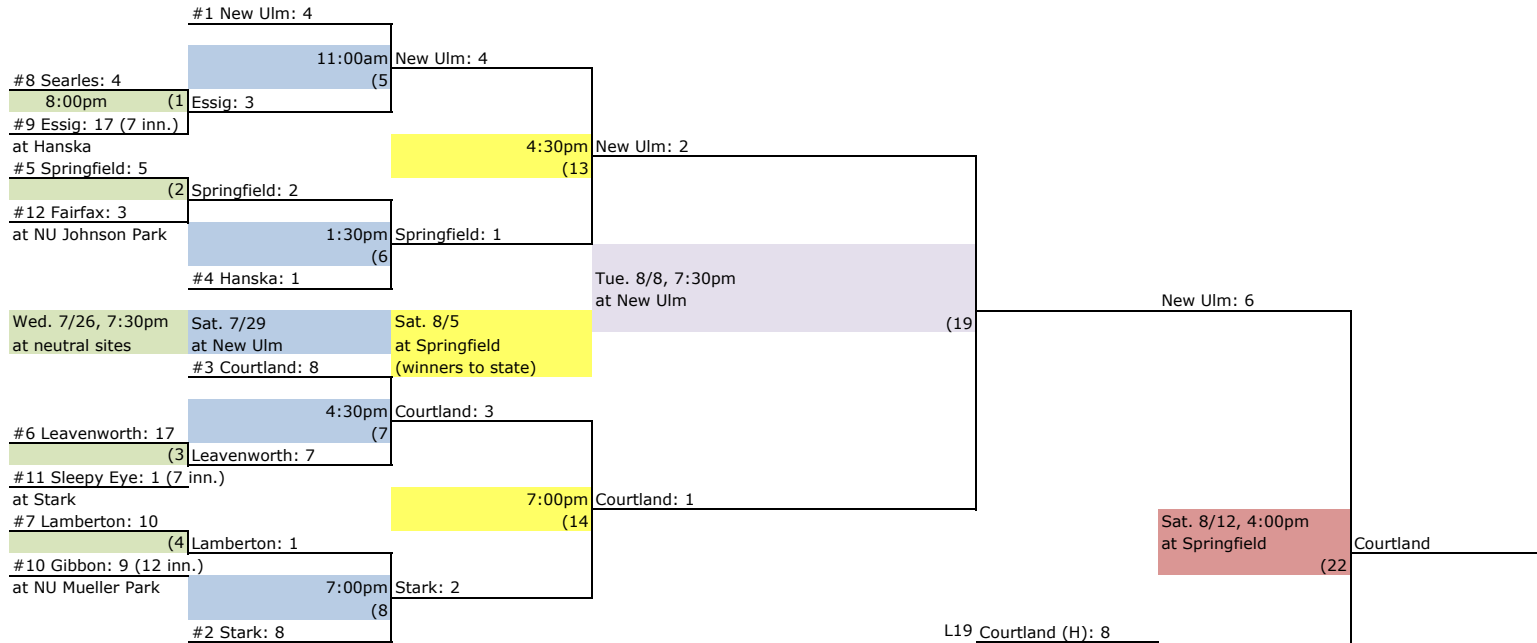 #1 New Ulm: 4
11:00am New Ulm: 4
(5
#8 Searles: 4
8:00pm (1 Essig: 3
#9 Essig: 17 (7 inn.)
at Hanska 4:30pm New Ulm: 2
#5 Springfield: 5 (13
(2 Springfield: 2
#12 Fairfax: 3
at NU Johnson Park 1:30pm Springfield: 1
(6
#4 Hanska: 1 Tue. 8/8, 7:30pm
at New Ulm New Ulm: 6
Wed. 7/26, 7:30pm Sat. 7/29 Sat. 8/5 (19
at neutral sites at New Ulm at Springfield
#3 Courtland: 8 (winners to state)
4:30pm Courtland: 3
#6 Leavenworth: 17 (7
(3 Leavenworth: 7
#11 Sleepy Eye: 1 (7 inn.)
at Stark 7:00pm Courtland: 1
#7 Lamberton: 10 (14 Sat. 8/12, 4:00pm
(4 Lamberton: 1 at Springfield Courtland
#10 Gibbon: 9 (12 inn.) (22
at NU Mueller Park 7:00pm Stark: 2
(8
#2 Stark: 8 L19 Courtland (H): 8